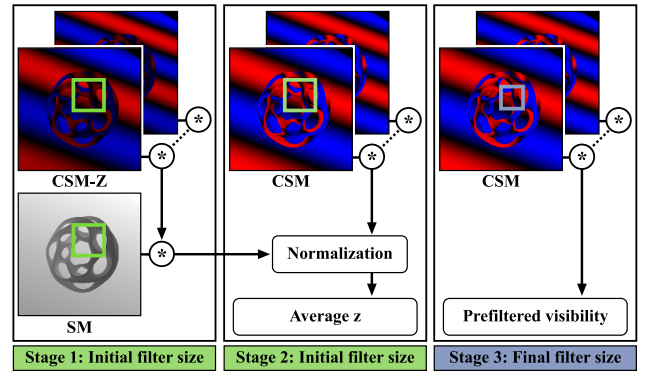 *
*
CSM-Z
*
SM
Stage 1: Initial filter size
*
*
CSM
Normalization
Average z
Stage 2: Initial filter size
*
*
CSM
Prefiltered visibility
Stage 3: Final filter size